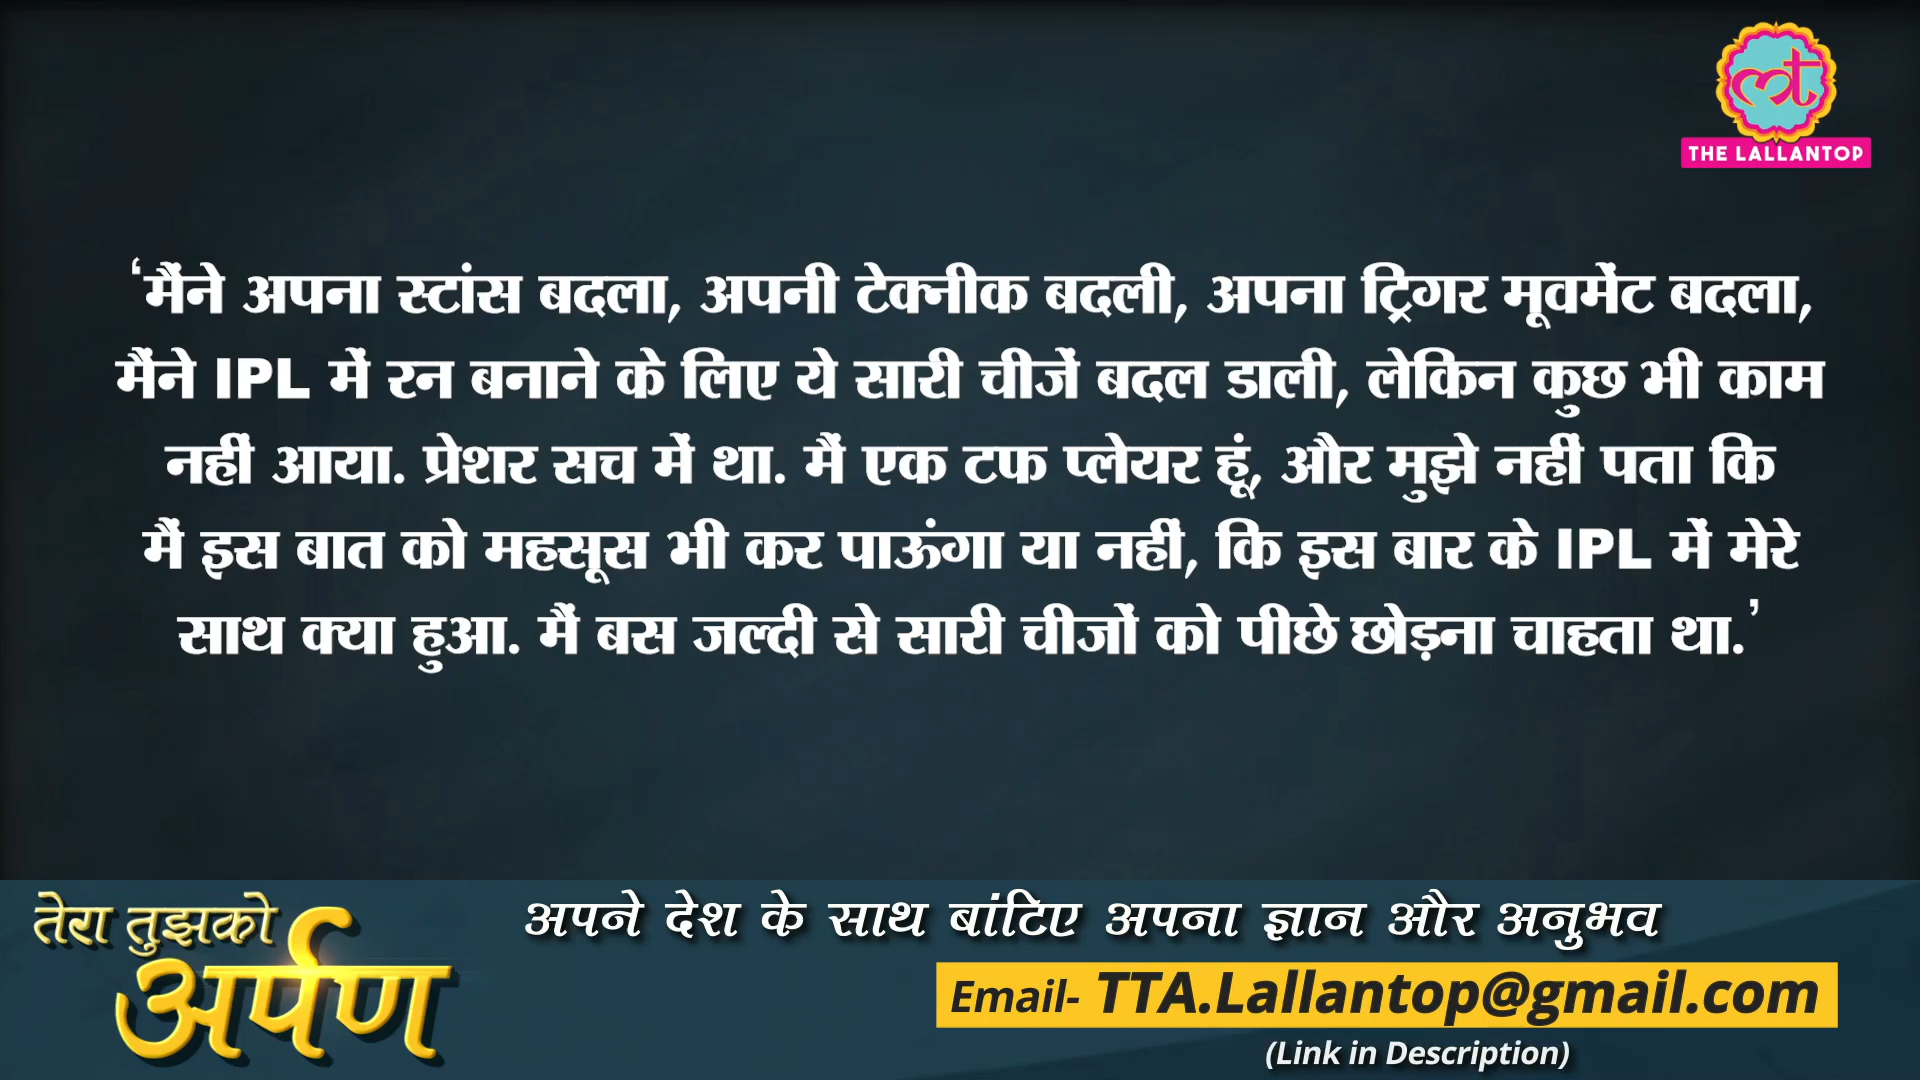 THE LALLANTOP
‘मैंने अपना स्टांस बदला, अपनी टेक्नीक बदली, अपना ट्रिगर मूवमेंट बदला,
मैंने IPL में रन बनाने के लिए ये सारी चीजें बदल डाली, लेकिन कुछ भी काम
नहीं आया. प्रेशर सच में था. मैं एक टफ प्लेयर हूं, और मुझे नहीं पता कि
मैं इस बात को महसूस भी कर पाऊंगा या नहीं, कि इस बार के IPL में मेरे
साथ क्या हुआ. मैं बस जल्दी से सारी चीजों को पीछे छोड़ना चाहता था.’
तेरा तुझको
अर्पण
अपने देश के साथ बांटिए अपना ज्ञान और अनुभव
Email- TTA.Lallantop@gmail.com
(Link in Description)